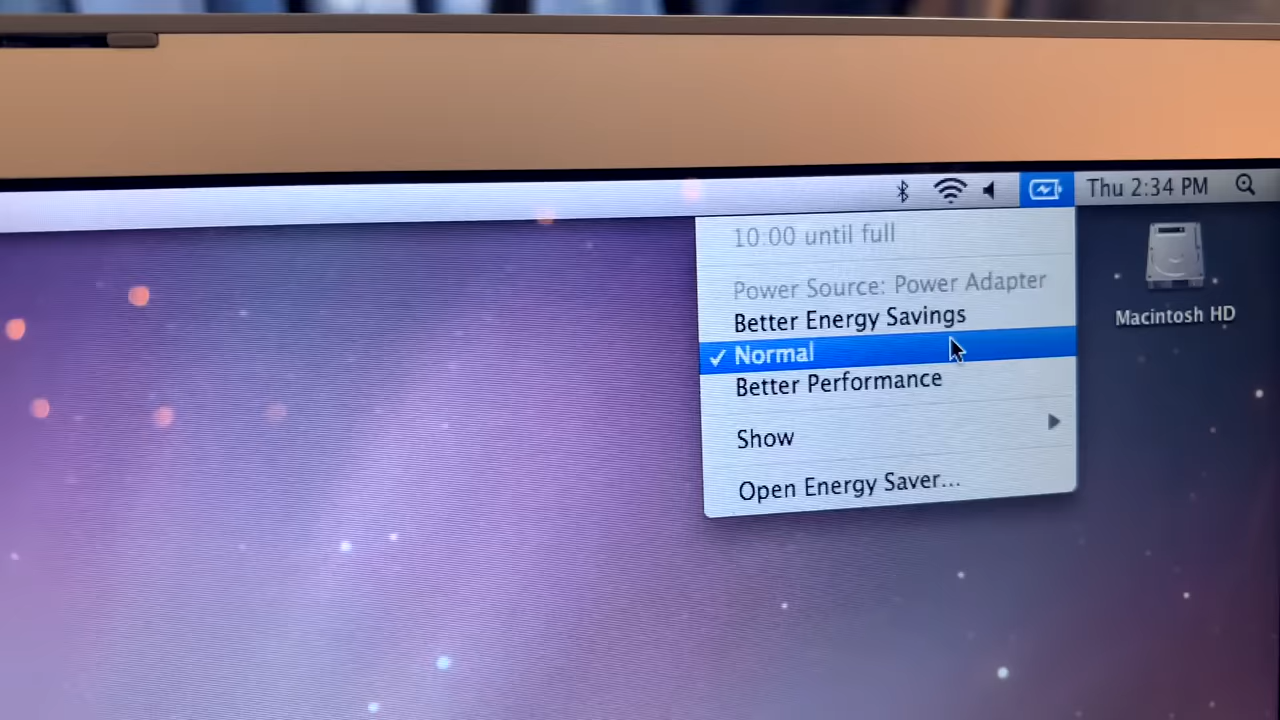 Thu 2:34 PM
10:00 until full
Power Source: Power Adapter
Better Energy Savings
✓ Normal
Better Performance
Show
Open Energy Saver...
Macintosh HD